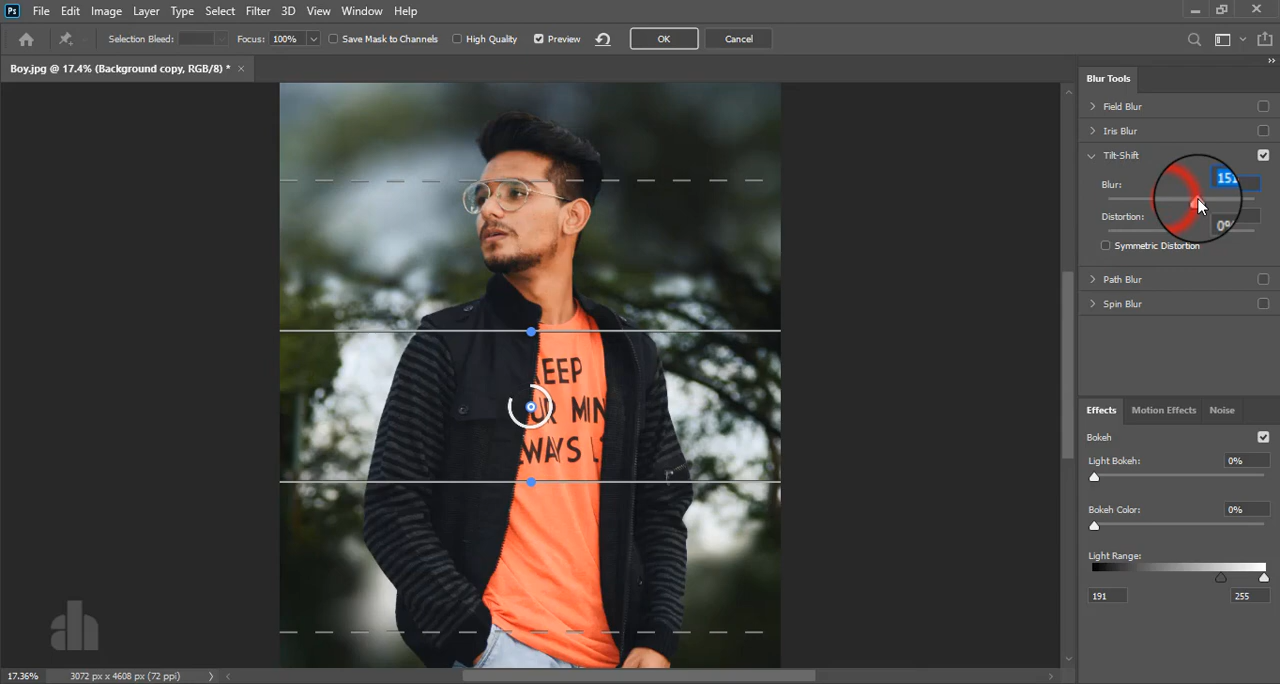 Ps File Edit Image Layer Type Select Filter 3D View Window Help
Selection Bleed: Focus: 100% Save Mask to Channels High Quality Preview OK Cancel
Boy.jpg @ 17.4% (Background copy, RGB/8) * ×
Blur Tools
Field Blur
Iris Blur
Tilt-Shift
Blur:
Distortion: 0%
Symmetric Distortion
Path Blur
Spin Blur
EEP
UR MIN
WAYS L
Effects Motion Effects Noise
Bokeh
Light Bokeh: 0%
Bokeh Color: 0%
Light Range:
191 255
ah
17.36% 3072 px x 4608 px (72 ppi)